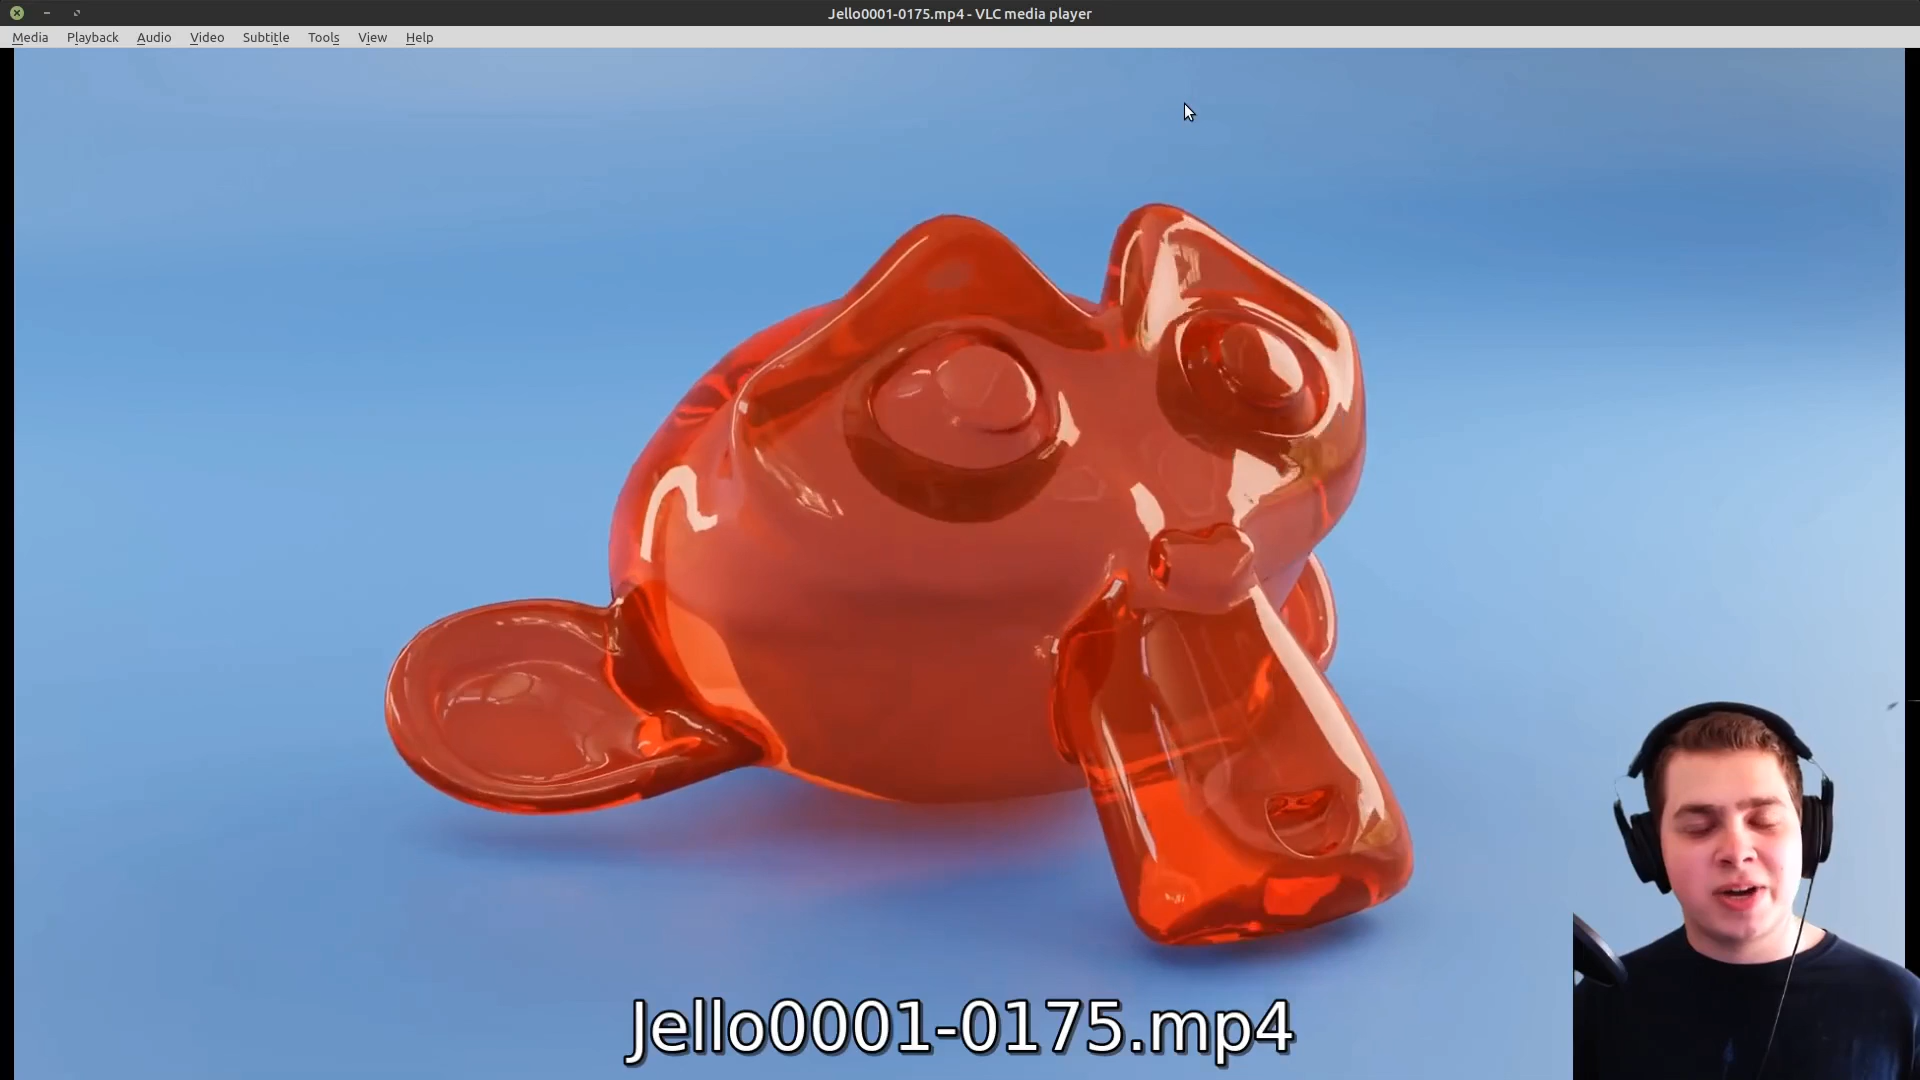 Jello0001-0175.mp4 - VLC media player
Media Playback Audio Video Subtitle Tools View Help
Jello0001-0175.mp4